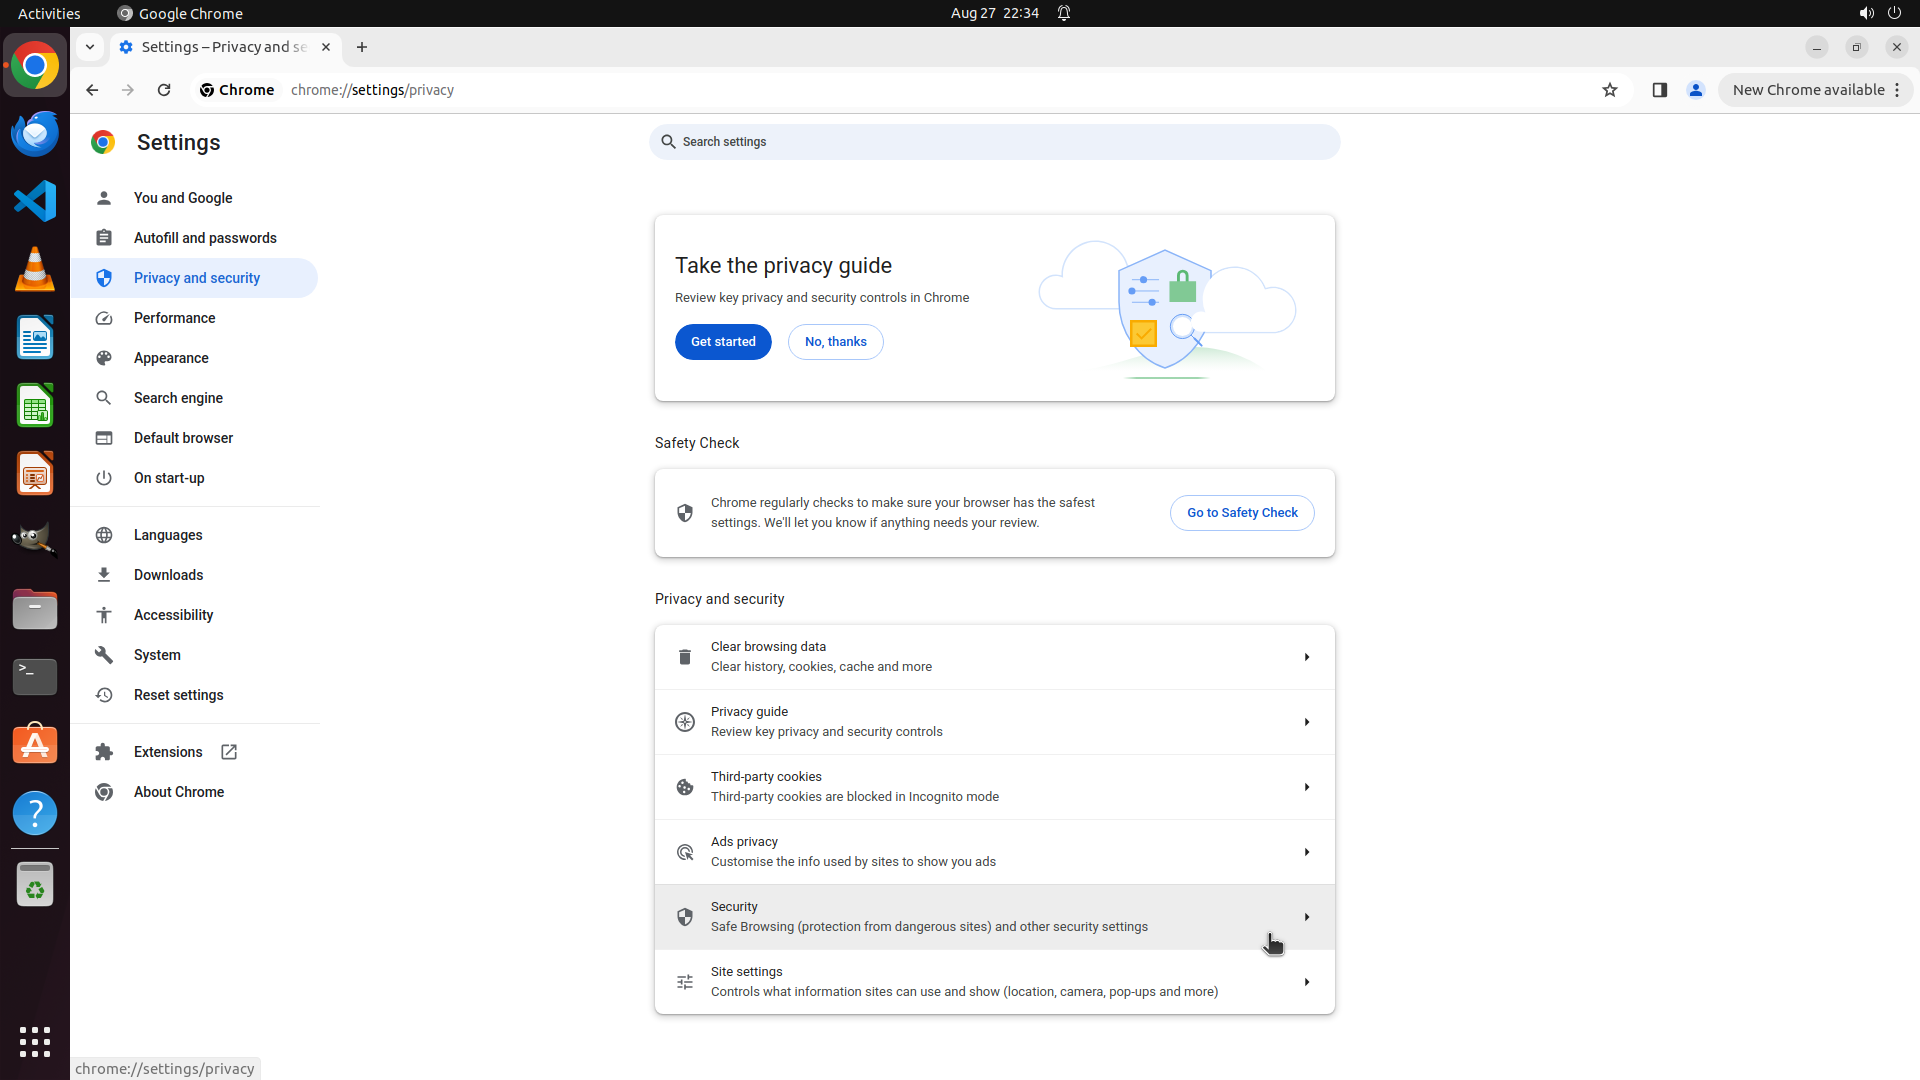 Activities
Google Chrome
Aug 27 22:34
Settings – Privacy and se
Chrome
chrome://settings/privacy
New Chrome available
Settings
Search settings
You and Google
Autofill and passwords
Privacy and security
Performance
Appearance
Search engine
Default browser
On start-up
Languages
Downloads
Accessibility
System
Reset settings
Extensions
About Chrome
Take the privacy guide
Review key privacy and security controls in Chrome
Get started
No, thanks
Safety Check
Chrome regularly checks to make sure your browser has the safest
settings. We'll let you know if anything needs your review.
Go to Safety Check
Privacy and security
Clear browsing data
Clear history, cookies, cache and more
Privacy guide
Review key privacy and security controls
Third-party cookies
Third-party cookies are blocked in Incognito mode
Ads privacy
Customise the info used by sites to show you ads
Security
Safe Browsing (protection from dangerous sites) and other security settings
Site settings
Controls what information sites can use and show (location, camera, pop-ups and more)
chrome://settings/privacy